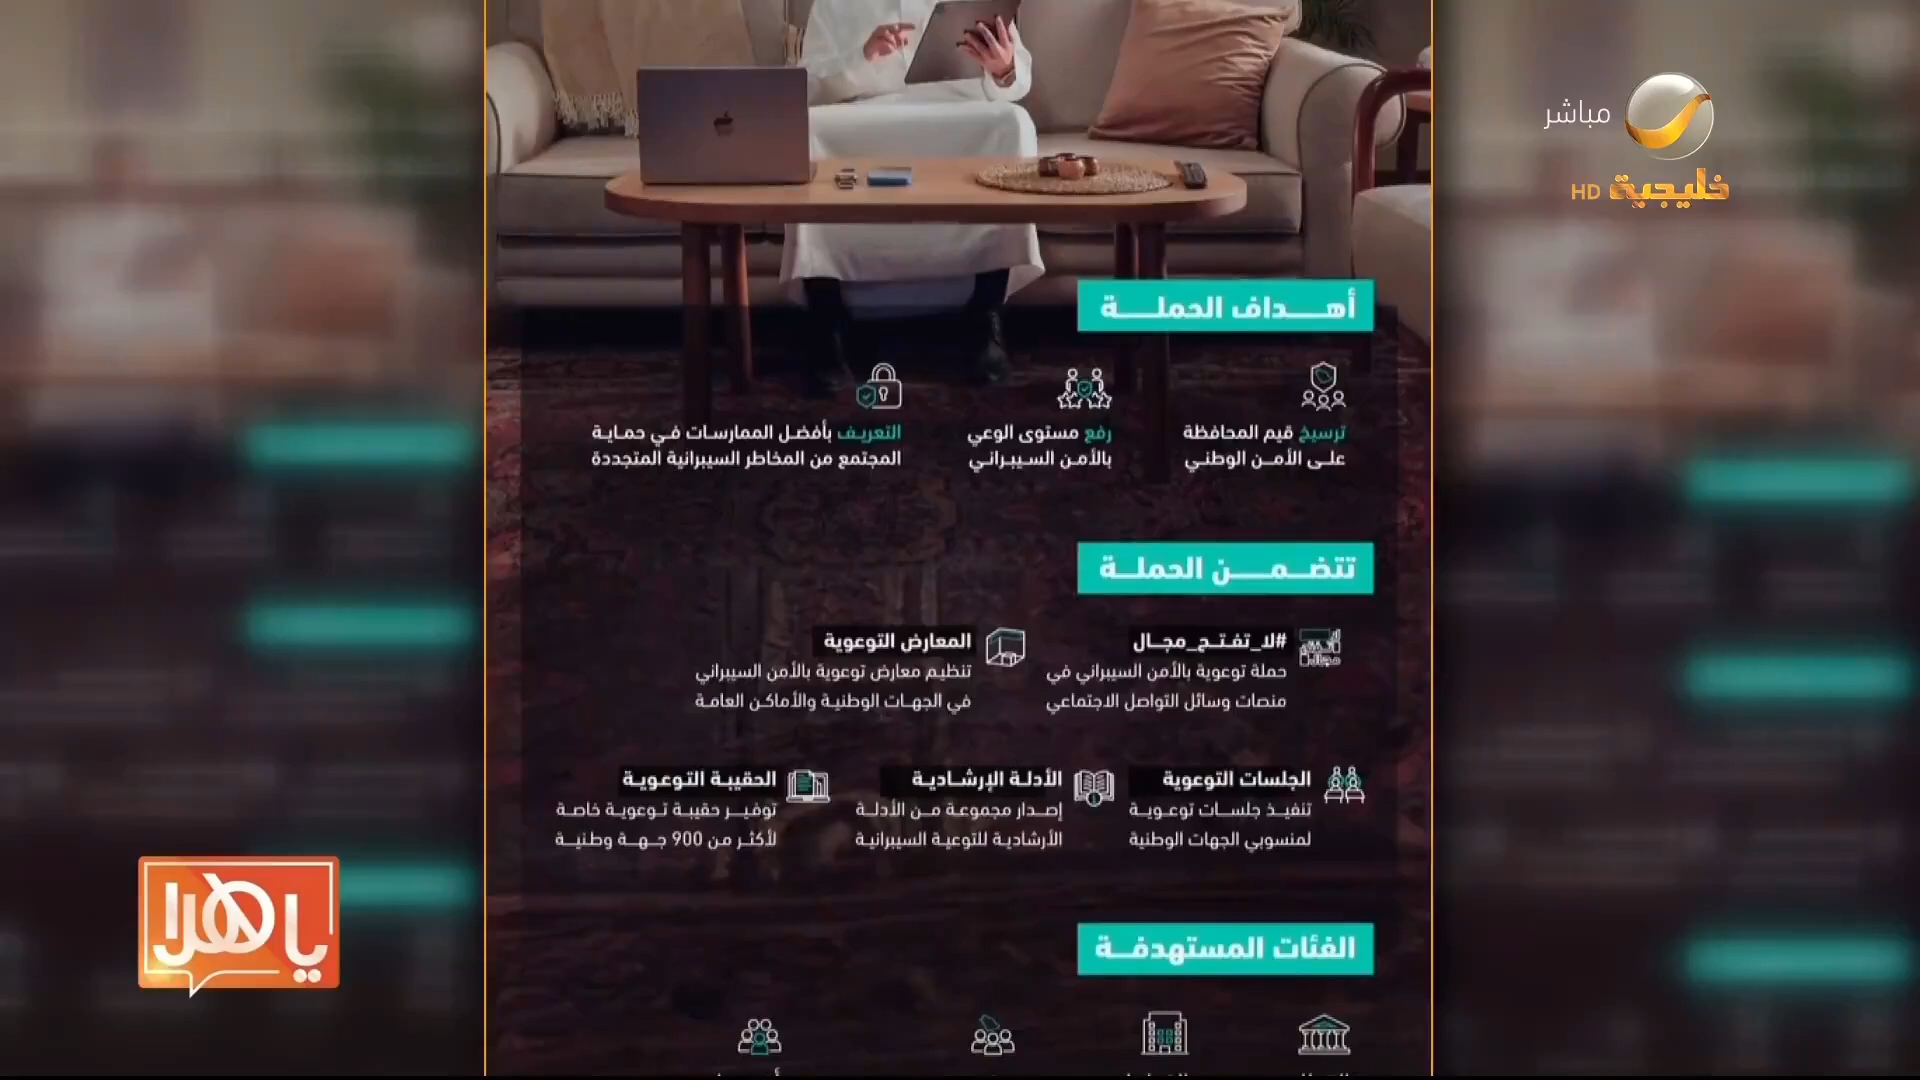 مباشر
خليجية HD
أهداف الحملة
ترسيخ قيم المحافظة
على الأمن الوطني
رفع مستوى الوعي
بالأمن السيبراني
التعريف بأفضل الممارسات في حماية
المجتمع من المخاطر السيبرانية المتجددة
تتضمن الحملة
#لا_تفتح_مجال
حملة توعوية بالأمن السيبراني في
منصات وسائل التواصل الاجتماعي
المعارض التوعوية
تنظيم معارض توعوية بالأمن السيبراني
في الجهات الوطنية والأماكن العامة
الجلسات التوعوية
تنفيذ جلسات توعوية
لمنسوبي الجهات الوطنية
الأدلة الإرشادية
إصدار مجموعة من الأدلة
الأرشادية للتوعية السيبرانية
الحقيبة التوعوية
توفير حقيبة توعوية خاصة
لأكثر من 900 جهة وطنية
الفئات المستهدفة
يا هلا